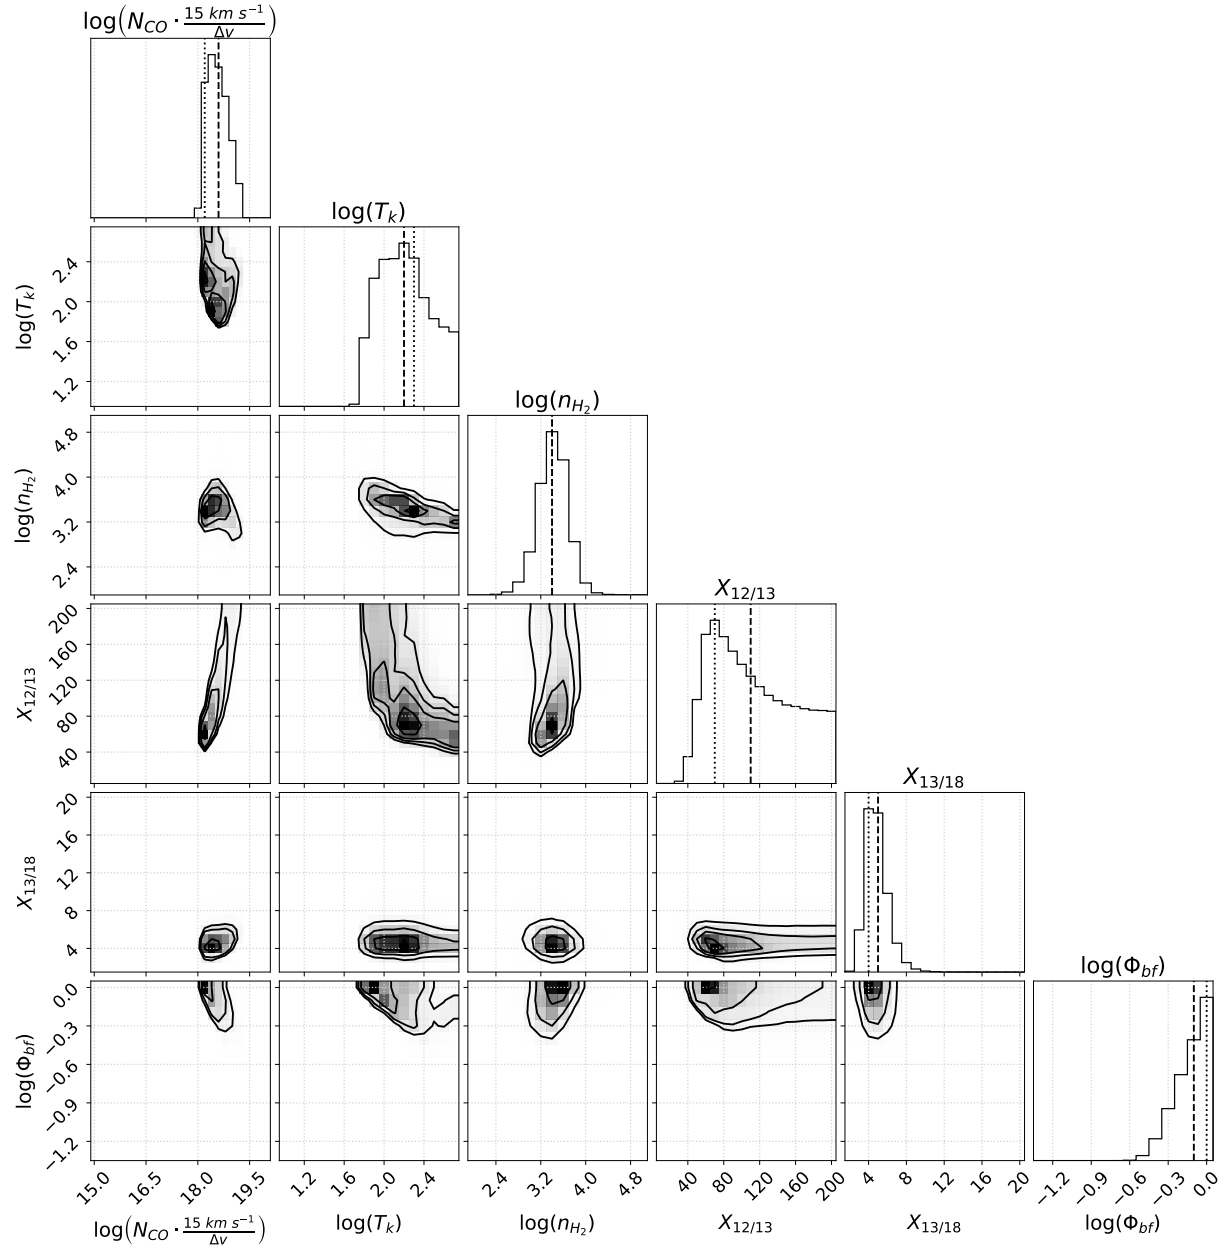 log(N_CO · 15 km s⁻¹/Δv)
log(T_k)
2.4
2.0
1.6
1.2
log(T_k)
log(n_H₂)
4.8
4.0
3.2
2.4
log(n_H₂)
X_12/13
200
160
120
80
40
X_12/13
X_13/18
20
16
12
8
4
X_13/18
log(Φ_bf)
0.0
−0.3
−0.6
−0.9
−1.2
log(Φ_bf)
15.0 16.5 18.0 19.5 1.2 1.6 2.0 2.4 2.4 3.2 4.0 4.8 40 80 120 160 200 4 8 12 16 20 −1.2 −0.9 −0.6 −0.3 0.0
log(N_CO · 15 km s⁻¹/Δv) log(T_k) log(n_H₂) X_12/13 X_13/18 log(Φ_bf)